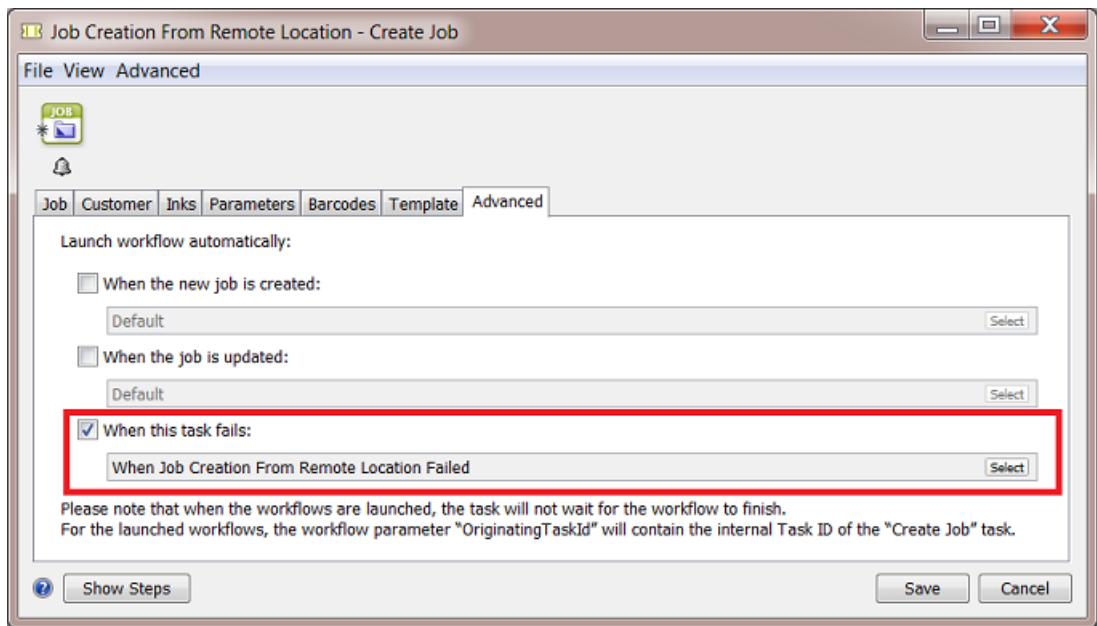 Job Creation From Remote Location - Create Job
File View Advanced
JOB
Job Customer Inks Parameters Barcodes Template Advanced
Launch workflow automatically:
When the new job is created:
Default Select
When the job is updated:
Default Select
When this task fails:
When Job Creation From Remote Location Failed Select
Please note that when the workflows are launched, the task will not wait for the workflow to finish.
For the launched workflows, the workflow parameter “OriginatingTaskId” will contain the internal Task ID of the “Create Job” task.
? Show Steps Save Cancel